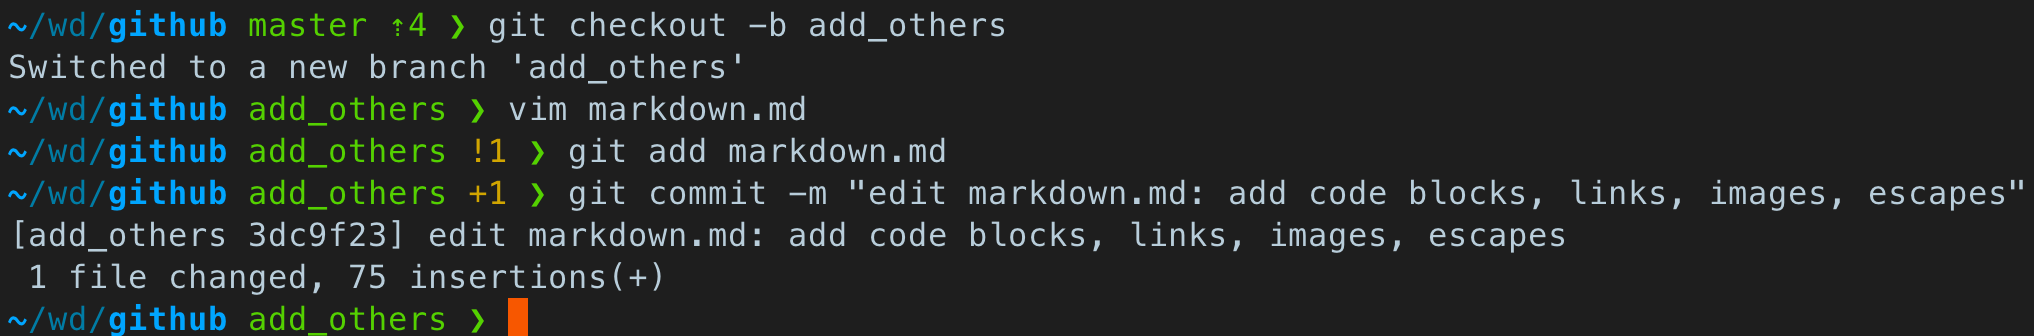 ~/wd/github master ⇡4 ❯ git checkout -b add_others
Switched to a new branch 'add_others'
~/wd/github add_others ❯ vim markdown.md
~/wd/github add_others !1 ❯ git add markdown.md
~/wd/github add_others +1 ❯ git commit -m "edit markdown.md: add code blocks, links, images, escapes"
[add_others 3dc9f23] edit markdown.md: add code blocks, links, images, escapes
 1 file changed, 75 insertions(+)
~/wd/github add_others ❯